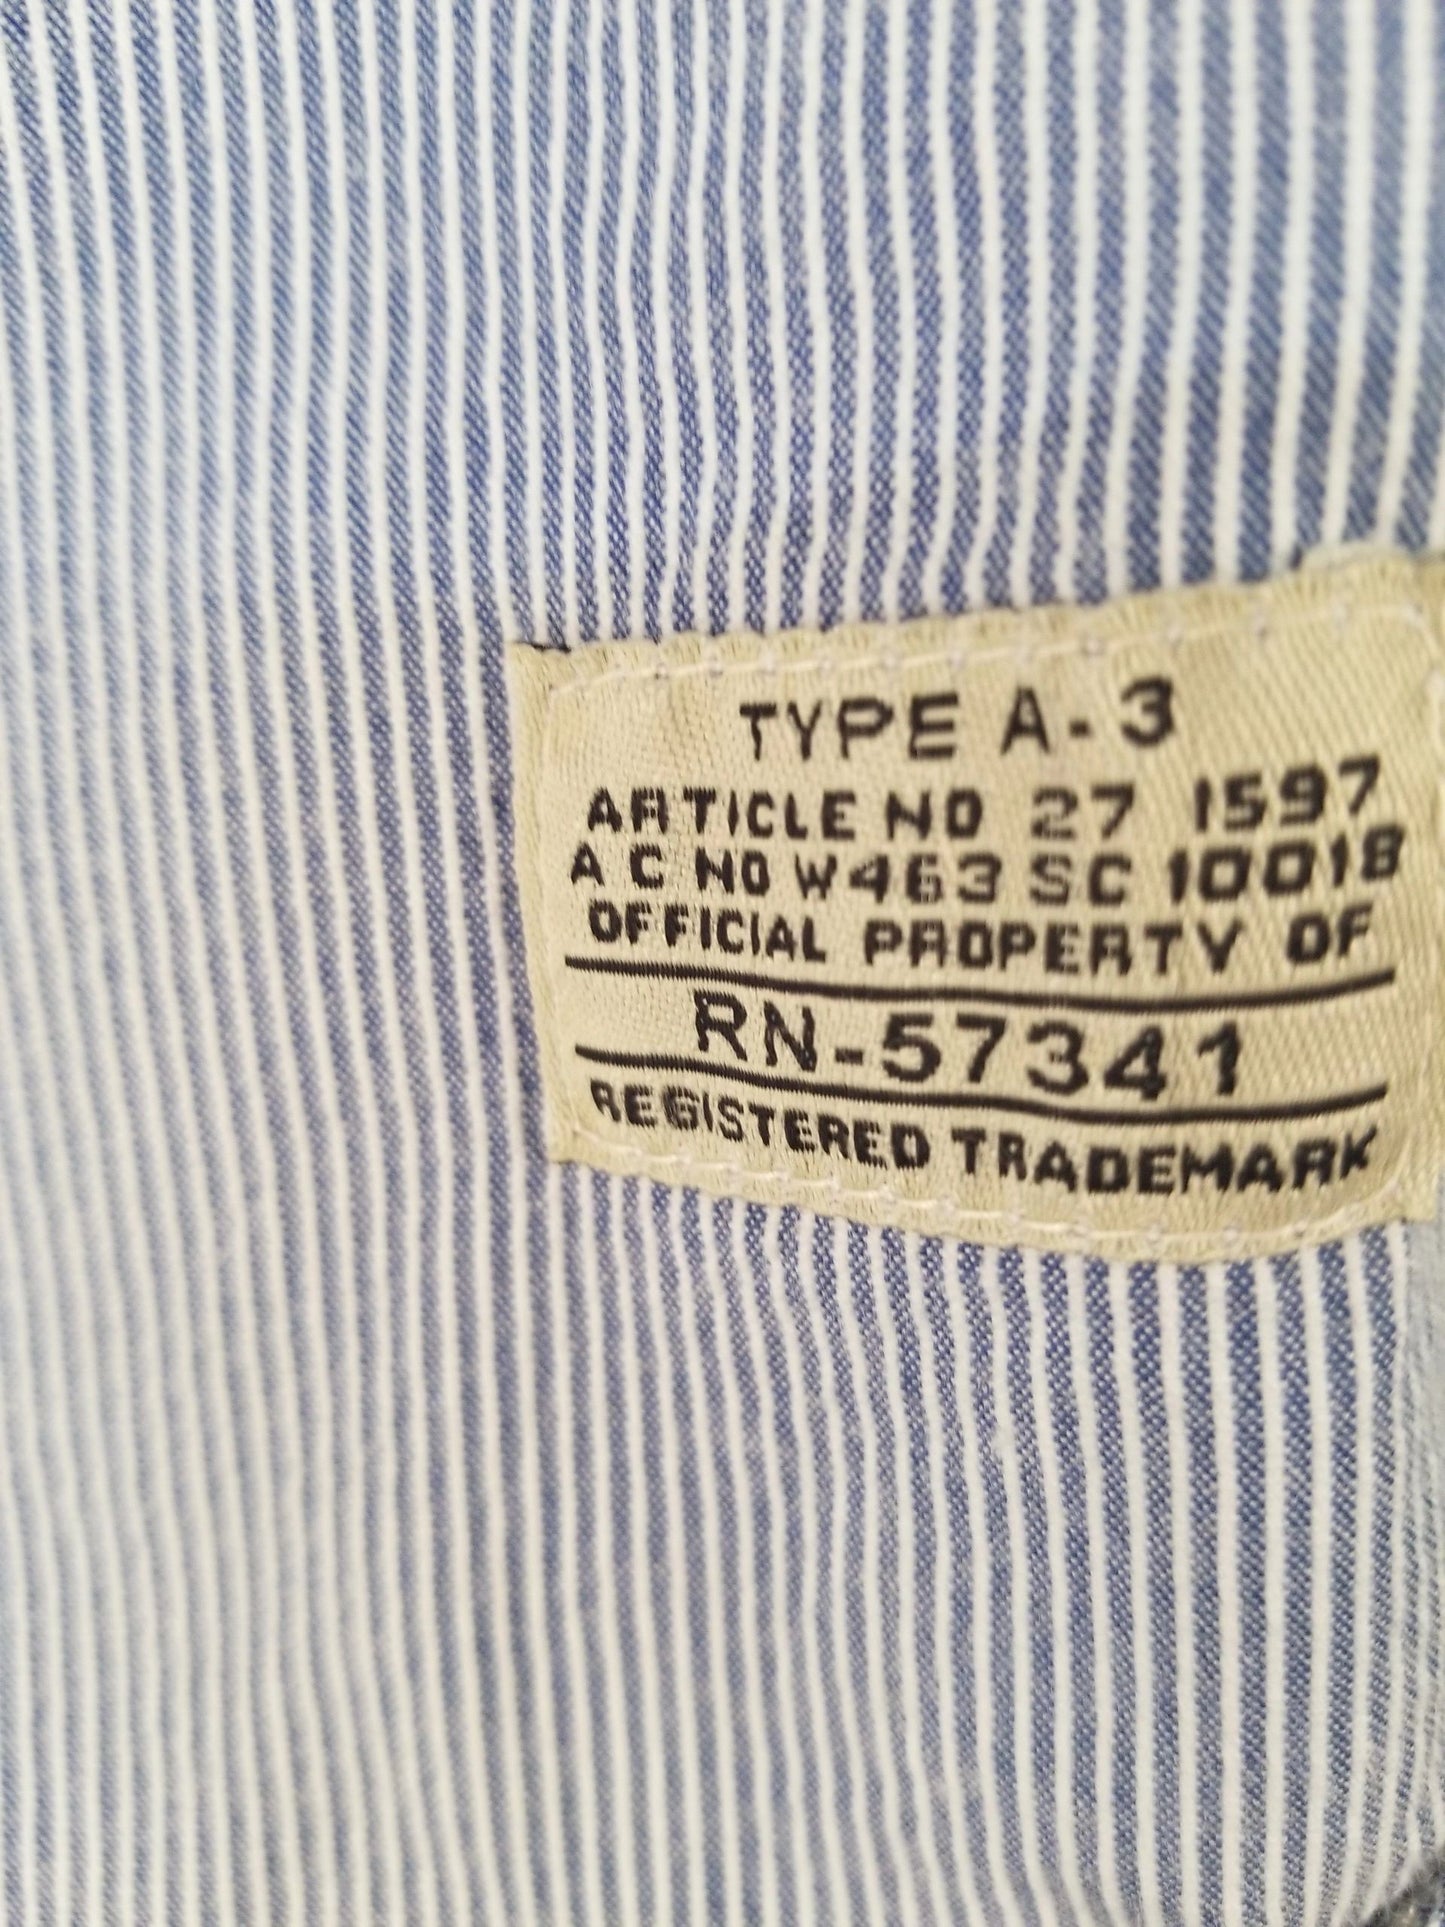 TYPE A-3
ARTICLE NO 27 1597
A C NO W463 SC 10018
OFFICIAL PROPERTY OF
RN-57341
REGISTERED TRADEMARK